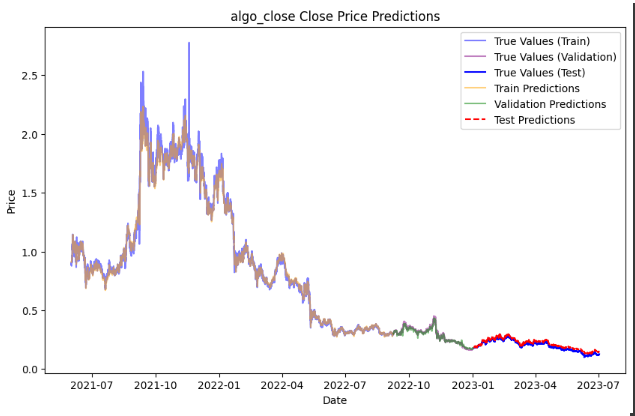 algo_close Close Price Predictions
True Values (Train)
True Values (Validation)
True Values (Test)
Train Predictions
Validation Predictions
Test Predictions
Price
2.5
2.0
1.5
1.0
0.5
0.0
2021-07 2021-10 2022-01 2022-04 2022-07 2022-10 2023-01 2023-04 2023-07
Date